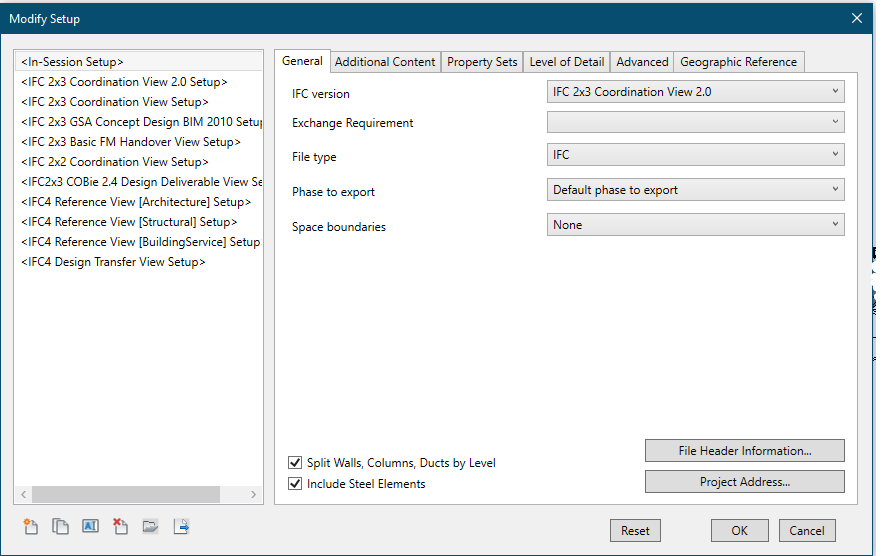 Modify Setup
<In-Session Setup>
<IFC 2x3 Coordination View 2.0 Setup>
<IFC 2x3 Coordination View Setup>
<IFC 2x3 GSA Concept Design BIM 2010 Setup
<IFC 2x3 Basic FM Handover View Setup>
<IFC 2x2 Coordination View Setup>
<IFC2x3 COBie 2.4 Design Deliverable View Se
<IFC4 Reference View [Architecture] Setup>
<IFC4 Reference View [Structural] Setup>
<IFC4 Reference View [BuildingService] Setup
<IFC4 Design Transfer View Setup>
General Additional Content Property Sets Level of Detail Advanced Geographic Reference
IFC version IFC 2x3 Coordination View 2.0
Exchange Requirement
File type IFC
Phase to export Default phase to export
Space boundaries None
Split Walls, Columns, Ducts by Level
Include Steel Elements
File Header Information...
Project Address...
Reset OK Cancel